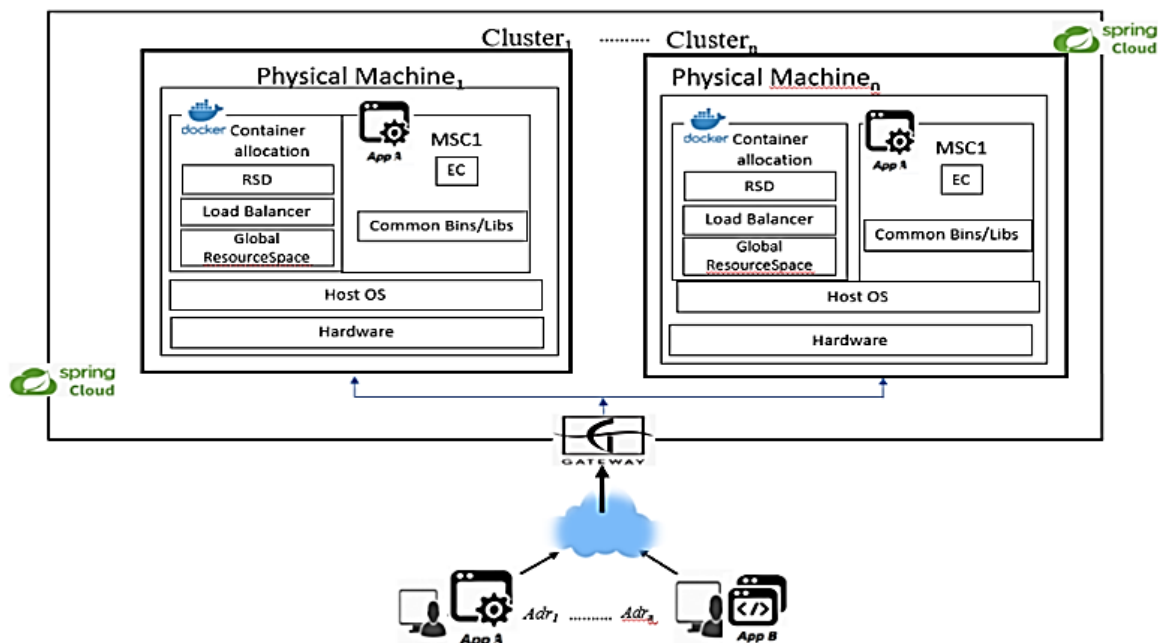 Cluster1 .......... Clustern
spring
Cloud
Physical Machine1
docker Container
allocation
RSD
Load Balancer
Global
ResourceSpace
App A
MSC1
EC
Common Bins/Libs
Host OS
Hardware
Physical Machinen
docker Container
allocation
RSD
Load Balancer
Global
ResourceSpace
App A
MSC1
EC
Common Bins/Libs
Host OS
Hardware
spring
Cloud
GATEWAY
App A
Adr1 .......... Adrn
App B